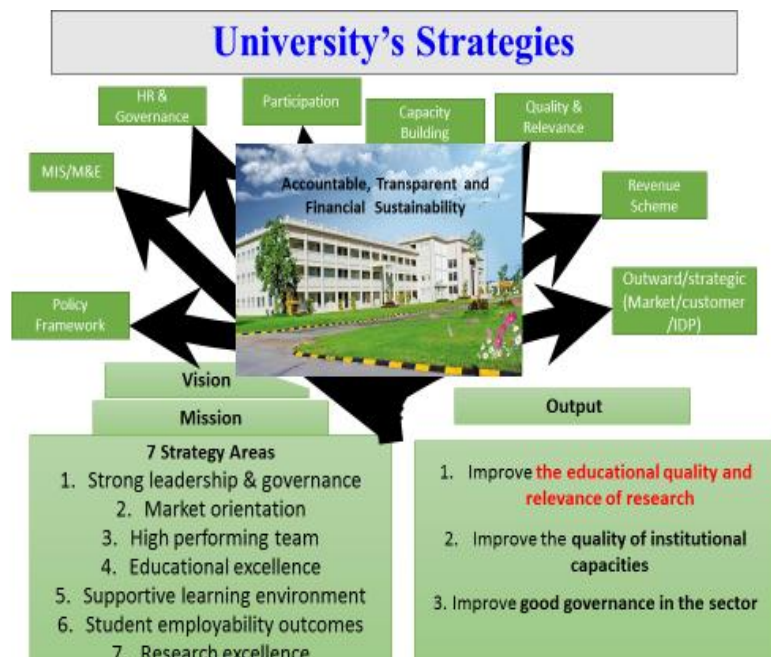 University's Strategies
HR &
Governance
Participation
Capacity
Building
Quality &
Relevance
MIS/M&E
Accountable, Transparent and
Financial Sustainability
Revenue
Scheme
Policy
Framework
Outward/strategic
(Market/customer
/IDP)
Vision
Mission
7 Strategy Areas
1. Strong leadership & governance
2. Market orientation
3. High performing team
4. Educational excellence
5. Supportive learning environment
6. Student employability outcomes
7. Research excellence
Output
1. Improve the educational quality and
relevance of research
2. Improve the quality of institutional
capacities
3. Improve good governance in the sector